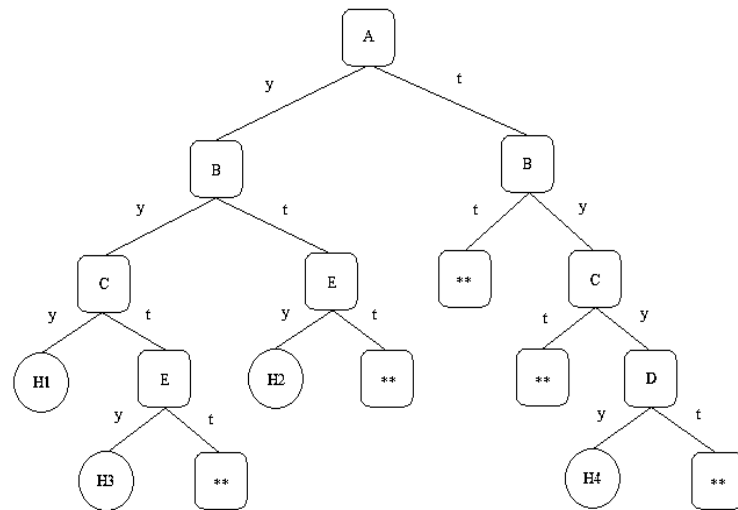 A
y t
B B
y t t y
C E ** C
y t y t t y
H1 E H2 ** ** D
y t y t
H3 ** H4 **